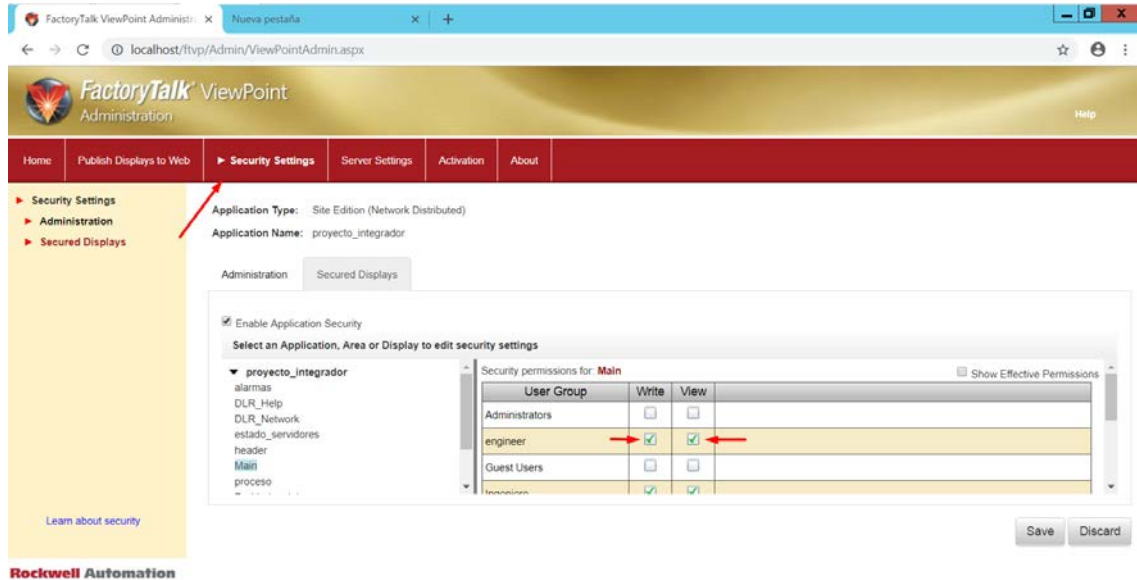 FactoryTalk ViewPoint Administr
Nueva pestaña
localhost/ftvp/Admin/ViewPointAdmin.aspx
FactoryTalk ViewPoint
Administration
Help
Home
Publish Displays to Web
Security Settings
Server Settings
Activation
About
Security Settings
Administration
Secured Displays
Application Type: Site Edition (Network Distributed)
Application Name: proyecto_integrador
Administration
Secured Displays
Enable Application Security
Select an Application, Area or Display to edit security settings
proyecto_integrador
alarmas
DLR_Help
DLR_Network
estado_servidores
header
Main
proceso
Security permissions for: Main
Show Effective Permissions
User Group Write View
Administrators
engineer
Guest Users
Ingeniero
Learn about security
Save
Discard
Rockwell Automation